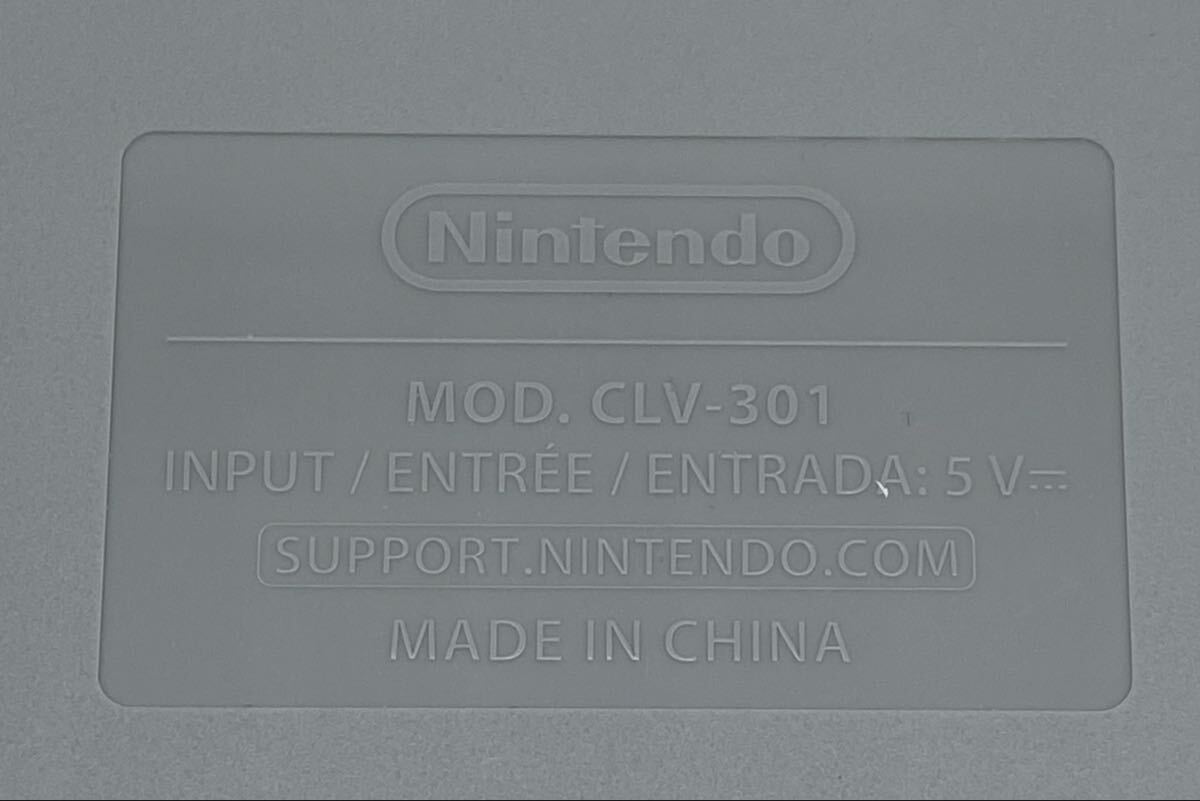 Nintendo
MOD. CLV-301
INPUT / ENTRÉE / ENTRADA: 5 V⎓
SUPPORT.NINTENDO.COM
MADE IN CHINA